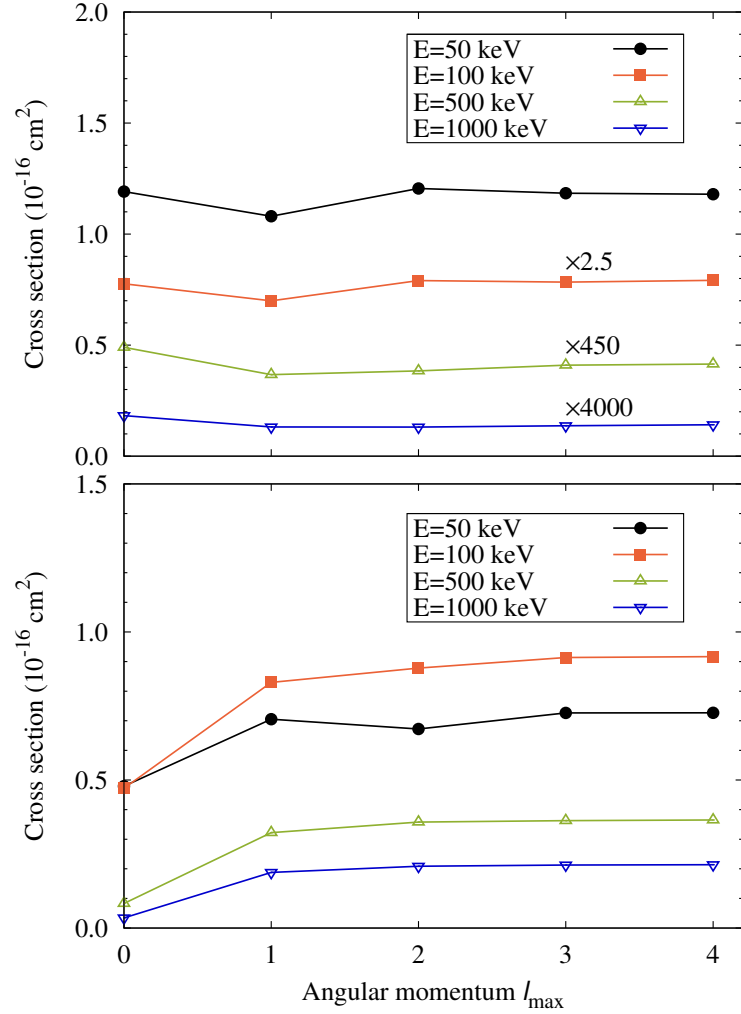 2.0
1.5
1.0
0.5
0.0
Cross section (10⁻¹⁶ cm²)
E=50 keV
E=100 keV
E=500 keV
E=1000 keV
×2.5
×450
×4000
1.5
1.0
0.5
0.0
Cross section (10⁻¹⁶ cm²)
E=50 keV
E=100 keV
E=500 keV
E=1000 keV
0 1 2 3 4
Angular momentum l_max